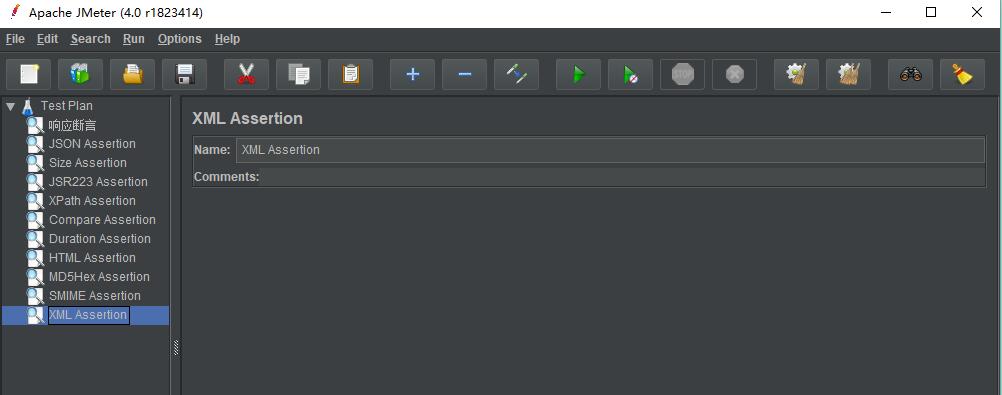 Apache JMeter (4.0 r1823414)
File Edit Search Run Options Help
STOP
Test Plan
响应断言
JSON Assertion
Size Assertion
JSR223 Assertion
XPath Assertion
Compare Assertion
Duration Assertion
HTML Assertion
MD5Hex Assertion
SMIME Assertion
XML Assertion
XML Assertion
Name: XML Assertion
Comments: